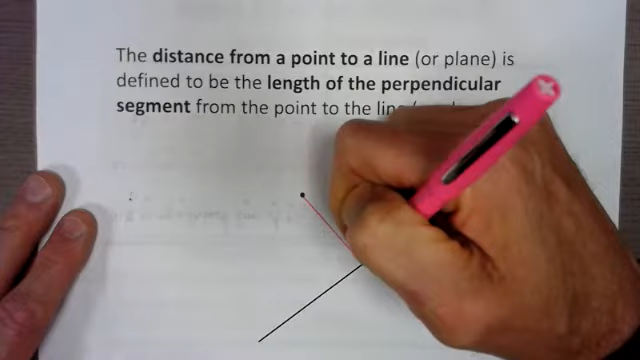 The distance from a point to a line (or plane) is
defined to be the length of the perpendicular
segment from the point to the line